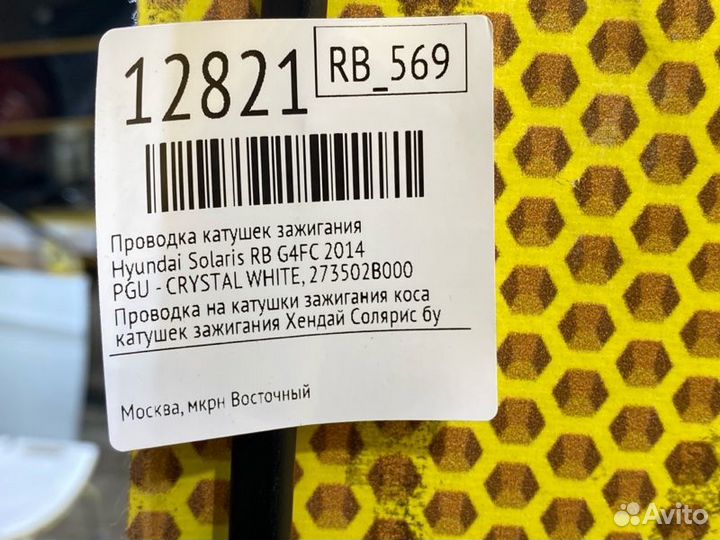 12821
RB_569
Проводка катушек зажигания
Hyundai Solaris RB G4FC 2014
PGU - CRYSTAL WHITE, 273502B000
Проводка на катушки зажигания коса
катушек зажигания Хендай Солярис бу
Москва, мкрн Восточный
Avito